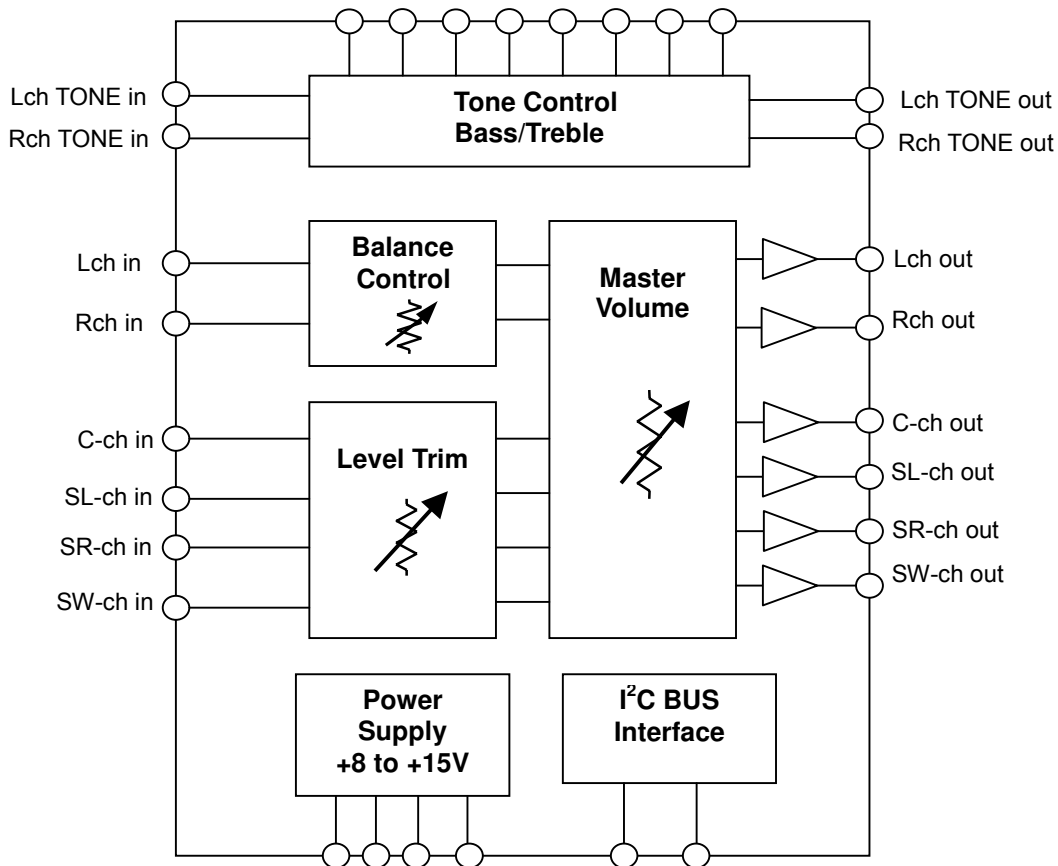 Tone Control
Bass/Treble
Lch TONE in
Rch TONE in
Lch TONE out
Rch TONE out
Balance
Control
Lch in
Rch in
Master
Volume
Lch out
Rch out
Level Trim
C-ch in
SL-ch in
SR-ch in
SW-ch in
C-ch out
SL-ch out
SR-ch out
SW-ch out
Power
Supply
+8 to +15V
I²C BUS
Interface